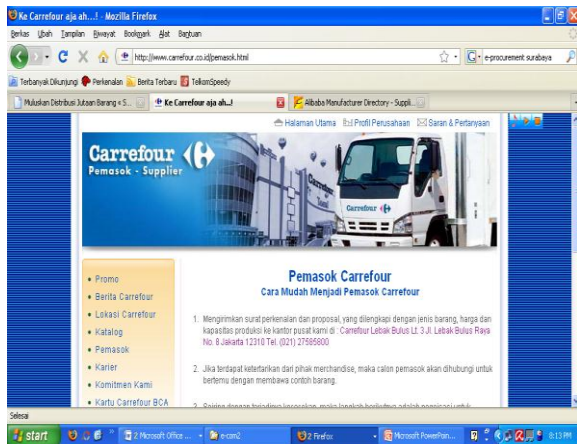 Ke Carrefour aja ah...! - Mozilla Firefox
Berkas Ubah Tampilan Riwayat Bookmark Alat Bantuan
http://www.carrefour.co.id/pemasok.html
e-procurement surabaya
Terbanyak Dikunjungi Perkenalan Berita Terbaru TelkomSpeedy
Muluskan Distribusi Jutaan Barang « S... Ke Carrefour aja ah...! Alibaba Manufacturer Directory - Suppli...
Halaman Utama Profil Perusahaan Saran & Pertanyaan
Carrefour
Pemasok - Supplier
Carrefour
Carrefour
Pemasok Carrefour
Cara Mudah Menjadi Pemasok Carrefour
Promo
Berita Carrefour
Lokasi Carrefour
Katalog
Pemasok
Karier
Komitmen Kami
Kartu Carrefour BCA
1. Mengirimkan surat perkenalan dan proposal, yang dilengkapi dengan jenis barang, harga dan
kapasitas produksi ke kantor pusat kami di : Carrefour Lebak Bulus Lt. 3 Jl. Lebak Bulus Raya
No. 8 Jakarta 12310 Tel. (021) 27585800
2. Jika terdapat ketertarikan dari pihak merchandise, maka calon pemasok akan dihubungi untuk
bertemu dengan membawa contoh barang.
Selesai
start 2 Microsoft Office ... e-com2 2 Firefox Microsoft PowerPoin... 8:13 PM